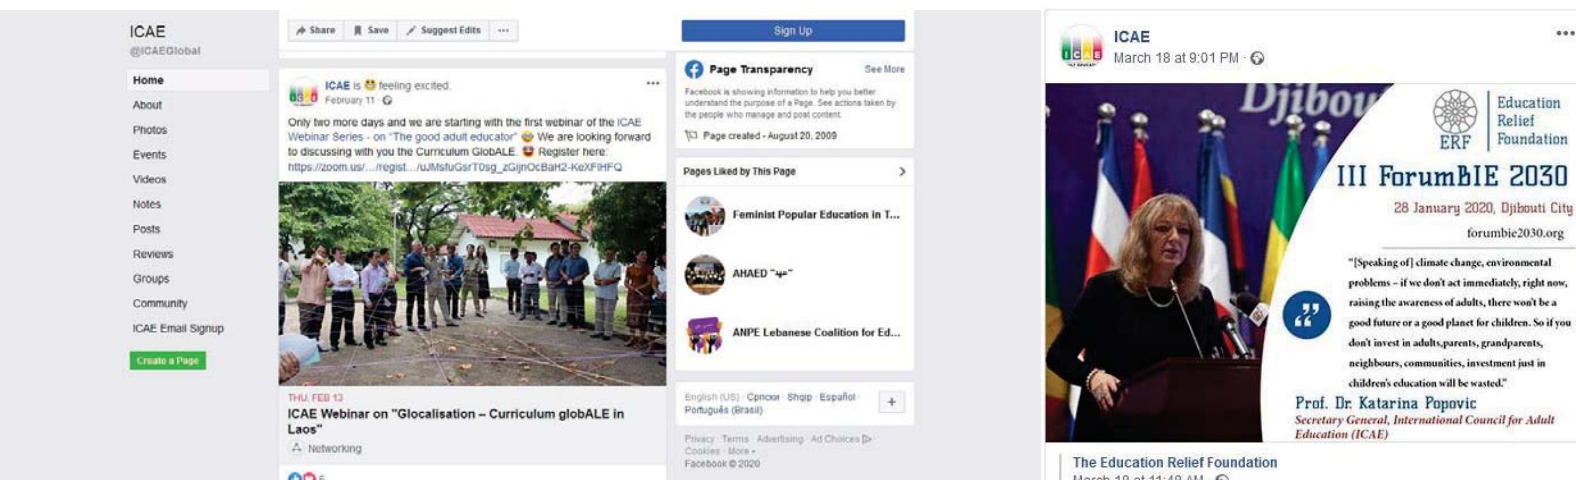 ICAE
@ICAEGlobal
Home
About
Photos
Events
Videos
Notes
Posts
Reviews
Groups
Community
ICAE Email Signup
Create a Page
Share Save Suggest Edits ...
ICAE is feeling excited.
February 11 ·
Only two more days and we are starting with the first webinar of the ICAE
Webinar Series - on "The good adult educator" We are looking forward
to discussing with you the Curriculum GlobALE. Register here:
https://zoom.us/.../regist.../uJMsfuGsrT0sg_zGijnOcBaH2-KeXFlHFQ
THU, FEB 13
ICAE Webinar on "Glocalisation – Curriculum globALE in
Laos"
Networking
6
Sign Up
Page Transparency See More
Facebook is showing information to help you better
understand the purpose of a Page. See actions taken by
the people who manage and post content.
Page created - August 20, 2009
Pages Liked by This Page
Feminist Popular Education in T...
AHAED
ANPE Lebanese Coalition for Ed...
English (US) · Српски · Shqip · Español ·
Português (Brasil)
Privacy · Terms · Advertising · Ad Choices ·
Cookies · More
Facebook © 2020
ICAE
March 18 at 9:01 PM ·
Djibou
ERF
Education
Relief
Foundation
III ForumBIE 2030
28 January 2020, Djibouti City
forumbie2030.org
"[Speaking of] climate change, environmental
problems – if we don't act immediately, right now,
raising the awareness of adults, there won't be a
good future or a good planet for children. So if you
don't invest in adults,parents, grandparents,
neighbours, communities, investment just in
children's education will be wasted."
Prof. Dr. Katarina Popovic
Secretary General, International Council for Adult
Education (ICAE)
The Education Relief Foundation
March 18 at 11:49 AM ·